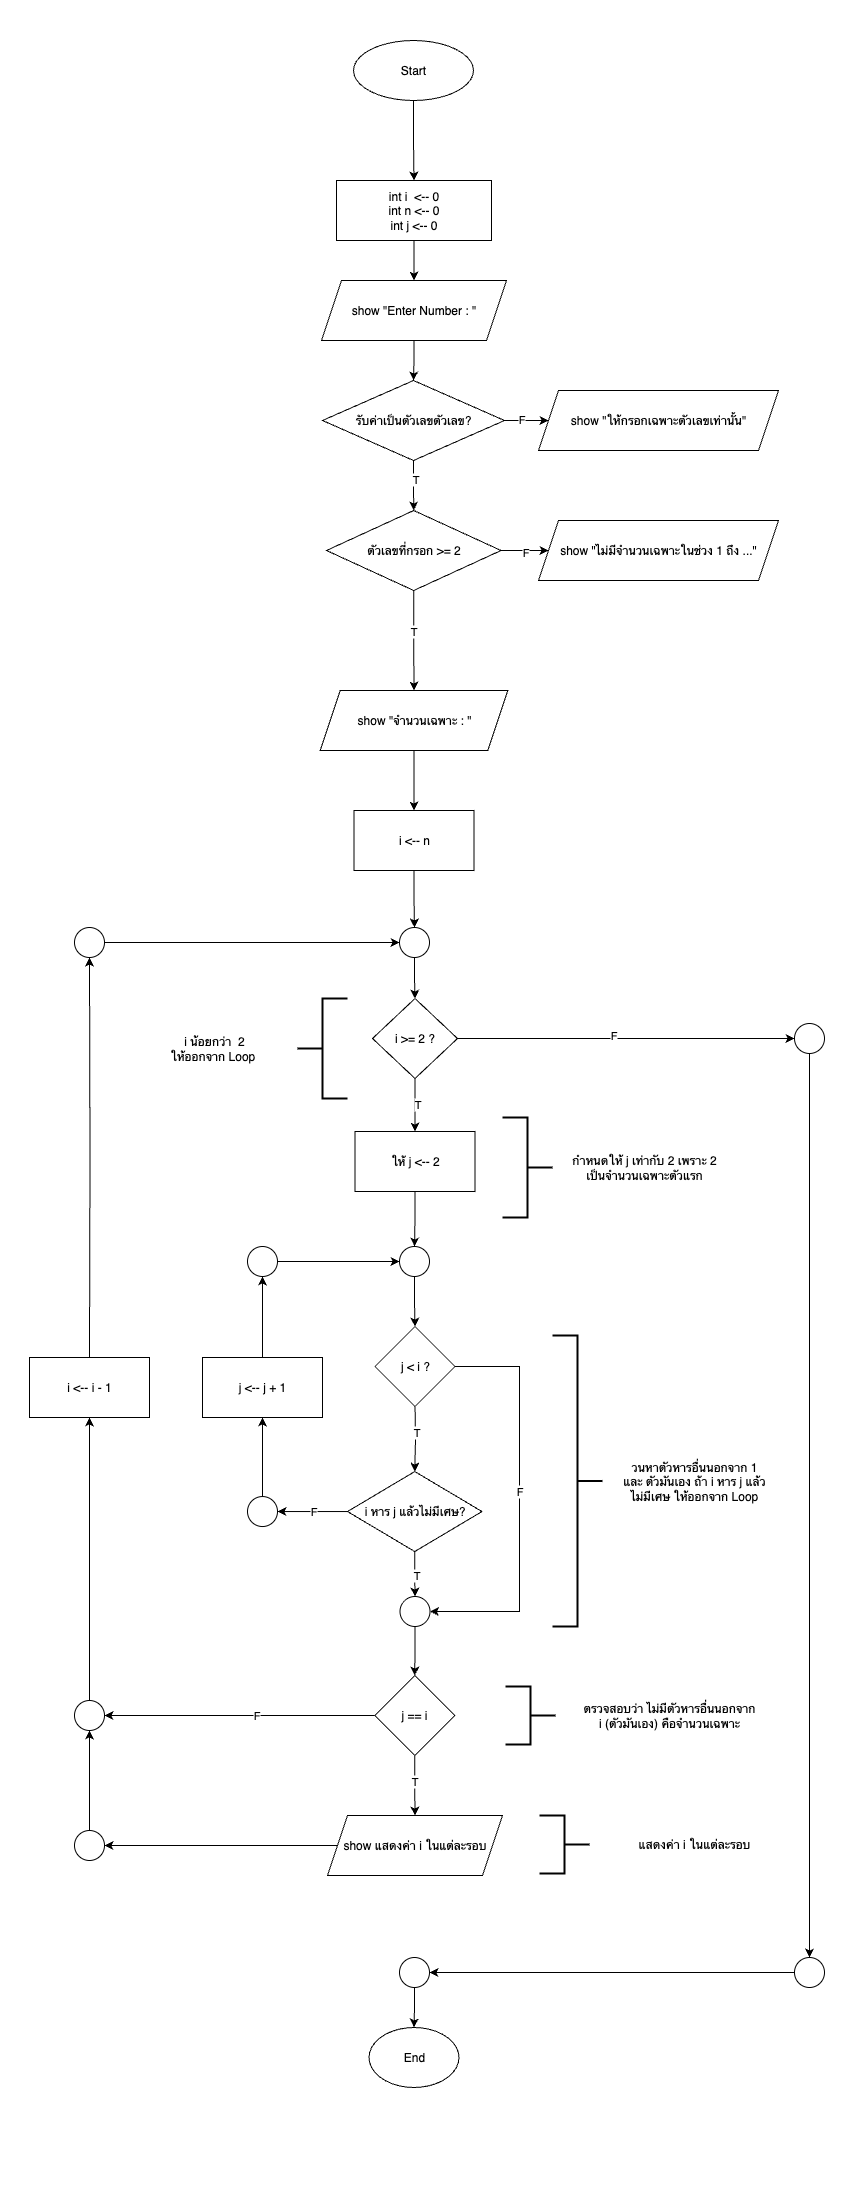 Start
int i <-- 0
int n <-- 0
int j <-- 0
show "Enter Number : "
รับค่าเป็นตัวเลขตัวเลข?
F
show "ให้กรอกเฉพาะตัวเลขเท่านั้น"
T
ตัวเลขที่กรอก >= 2
F
show "ไม่มีจำนวนเฉพาะในช่วง 1 ถึง ..."
T
show "จำนวนเฉพาะ : "
i <-- n
i น้อยกว่า 2
ให้ออกจาก Loop
i >= 2 ?
F
T
ให้ j <-- 2
กำหนดให้ j เท่ากับ 2 เพราะ 2
เป็นจำนวนเฉพาะตัวแรก
i <-- i - 1
j <-- j + 1
j < i ?
T
F
วนหาตัวหารอื่นนอกจาก 1
และ ตัวมันเอง ถ้า i หาร j แล้ว
ไม่มีเศษ ให้ออกจาก Loop
F
i หาร j แล้วไม่มีเศษ?
T
F
j == i
ตรวจสอบว่า ไม่มีตัวหารอื่นนอกจาก
i (ตัวมันเอง) คือจำนวนเฉพาะ
T
show แสดงค่า i ในแต่ละรอบ
แสดงค่า i ในแต่ละรอบ
End